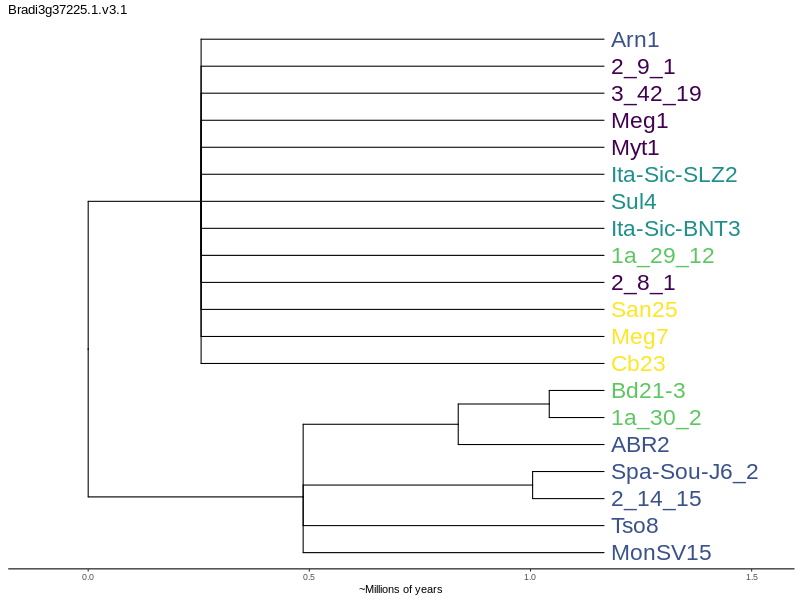 Bradi3g37225.1.v3.1
Arn1
2_9_1
3_42_19
Meg1
Myt1
Ita-Sic-SLZ2
Sul4
Ita-Sic-BNT3
1a_29_12
2_8_1
San25
Meg7
Cb23
Bd21-3
1a_30_2
ABR2
Spa-Sou-J6_2
2_14_15
Tso8
MonSV15
0.0 0.5 1.0 1.5
~Millions of years